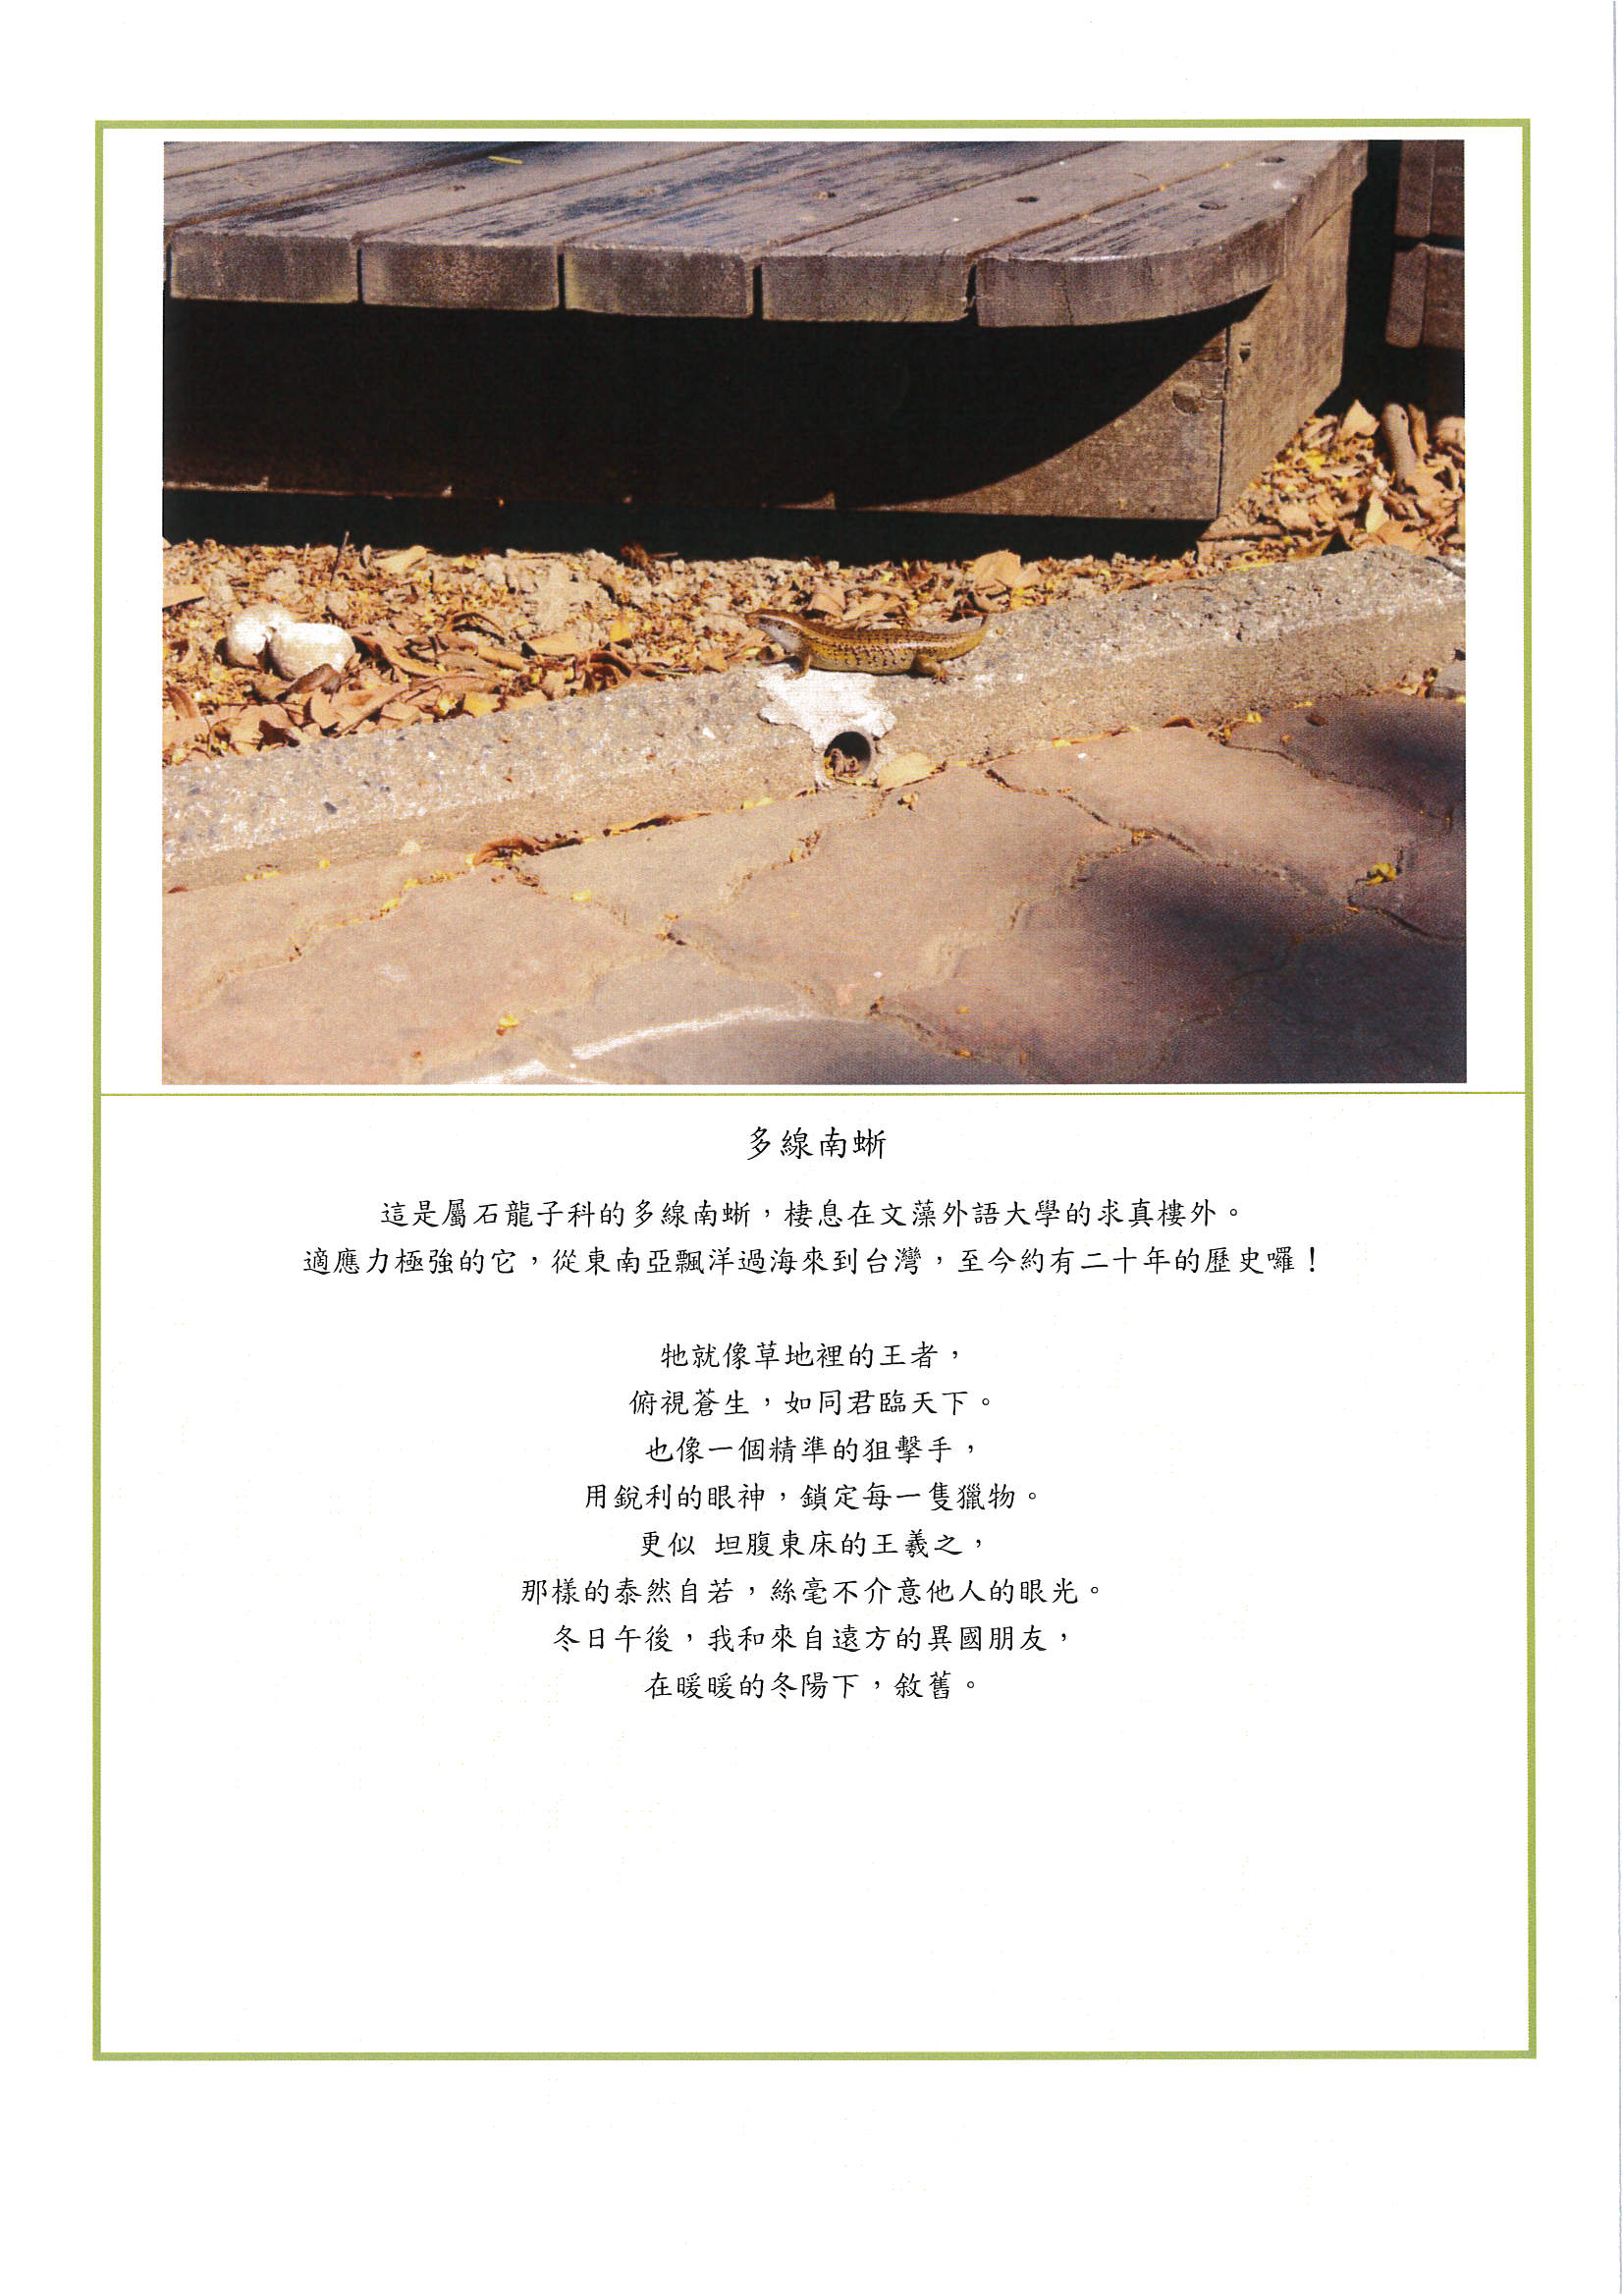 多線南蜥
這是屬石龍子科的多線南蜥，棲息在文藻外語大學的求真樓外。
適應力極強的它，從東南亞飄洋過海來到台灣，至今約有二十年的歷史囉！
牠就像草地裡的王者，
俯視蒼生，如同君臨天下。
也像一個精準的狙擊手，
用銳利的眼神，鎖定每一隻獵物。
更似 坦腹東床的王羲之，
那樣的泰然自若，絲毫不介意他人的眼光。
冬日午後，我和來自遠方的異國朋友，
在暖暖的冬陽下，敘舊。